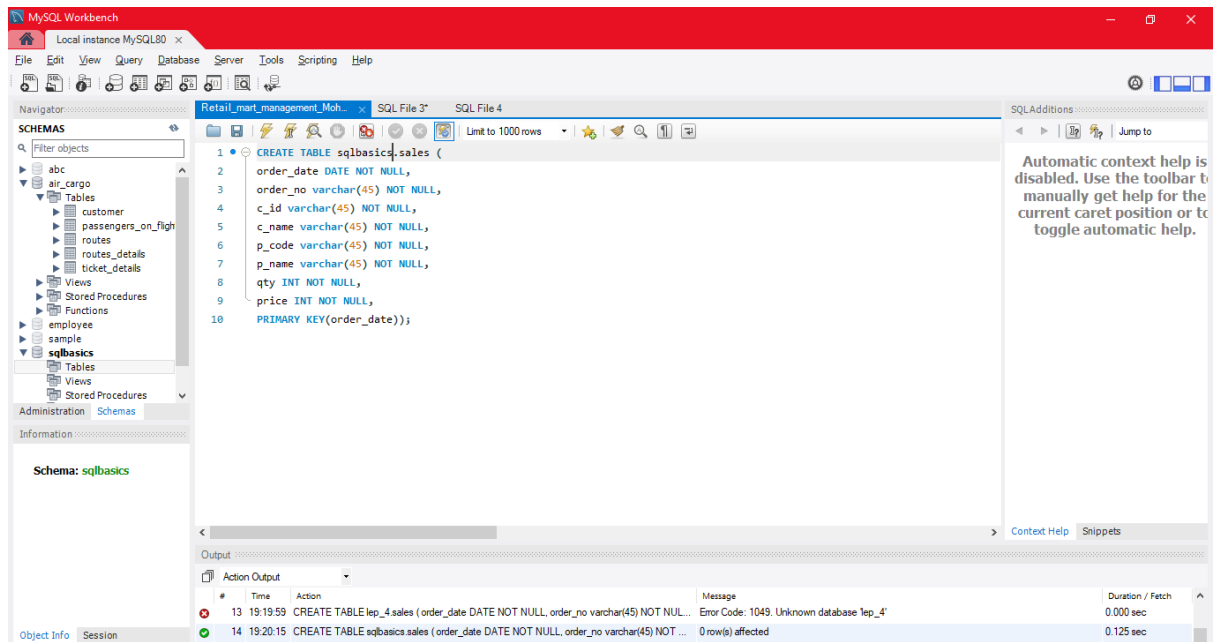 MySQL Workbench
Local instance MySQL80
File Edit View Query Database Server Tools Scripting Help
Navigator
SCHEMAS
Filter objects
abc
air_cargo
Tables
customer
passengers_on_fligh
routes
routes_details
ticket_details
Views
Stored Procedures
Functions
employee
sample
sqlbasics
Tables
Views
Stored Procedures
Administration Schemas
Information
Schema: sqlbasics
Object Info Session
Retail_mart_management_Moh... SQL File 3* SQL File 4
Limit to 1000 rows
1 CREATE TABLE sqlbasics.sales (
2 order_date DATE NOT NULL,
3 order_no varchar(45) NOT NULL,
4 c_id varchar(45) NOT NULL,
5 c_name varchar(45) NOT NULL,
6 p_code varchar(45) NOT NULL,
7 p_name varchar(45) NOT NULL,
8 qty INT NOT NULL,
9 price INT NOT NULL,
10 PRIMARY KEY(order_date));
SQLAdditions
Jump to
Automatic context help is
disabled. Use the toolbar to
manually get help for the
current caret position or to
toggle automatic help.
Context Help Snippets
Output
Action Output
# Time Action Message Duration / Fetch
13 19:19:59 CREATE TABLE lep_4.sales ( order_date DATE NOT NULL, order_no varchar(45) NOT NUL... Error Code: 1049. Unknown database 'lep_4' 0.000 sec
14 19:20:15 CREATE TABLE sqlbasics.sales ( order_date DATE NOT NULL, order_no varchar(45) NOT ... 0 row(s) affected 0.125 sec